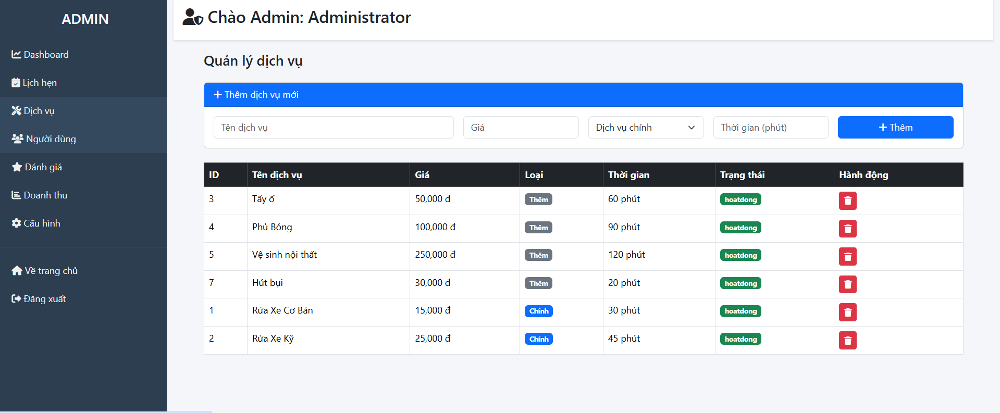 ADMIN
Dashboard
Lịch hẹn
Dịch vụ
Người dùng
Đánh giá
Doanh thu
Cấu hình
Về trang chủ
Đăng xuất
Chào Admin: Administrator
Quản lý dịch vụ
Thêm dịch vụ mới
Tên dịch vụ Giá Dịch vụ chính Thời gian (phút) Thêm
ID Tên dịch vụ Giá Loại Thời gian Trạng thái Hành động
3 Tẩy ố 50,000 đ Thêm 60 phút hoatdong
4 Phủ Bóng 100,000 đ Thêm 90 phút hoatdong
5 Vệ sinh nội thất 250,000 đ Thêm 120 phút hoatdong
7 Hút bụi 30,000 đ Thêm 20 phút hoatdong
1 Rửa Xe Cơ Bản 15,000 đ Chính 30 phút hoatdong
2 Rửa Xe Kỹ 25,000 đ Chính 45 phút hoatdong